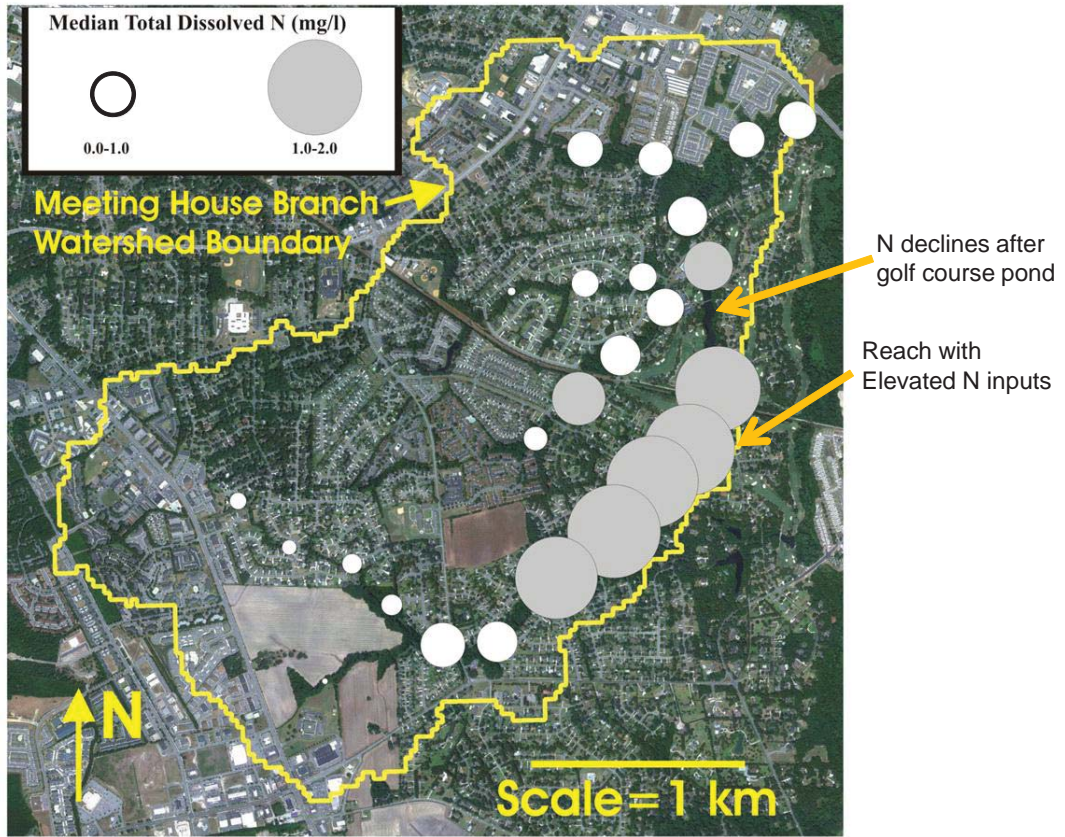 Median Total Dissolved N (mg/l)
0.0-1.0
1.0-2.0
Meeting House Branch
Watershed Boundary
N declines after
golf course pond
Reach with
Elevated N inputs
N
Scale=1 km